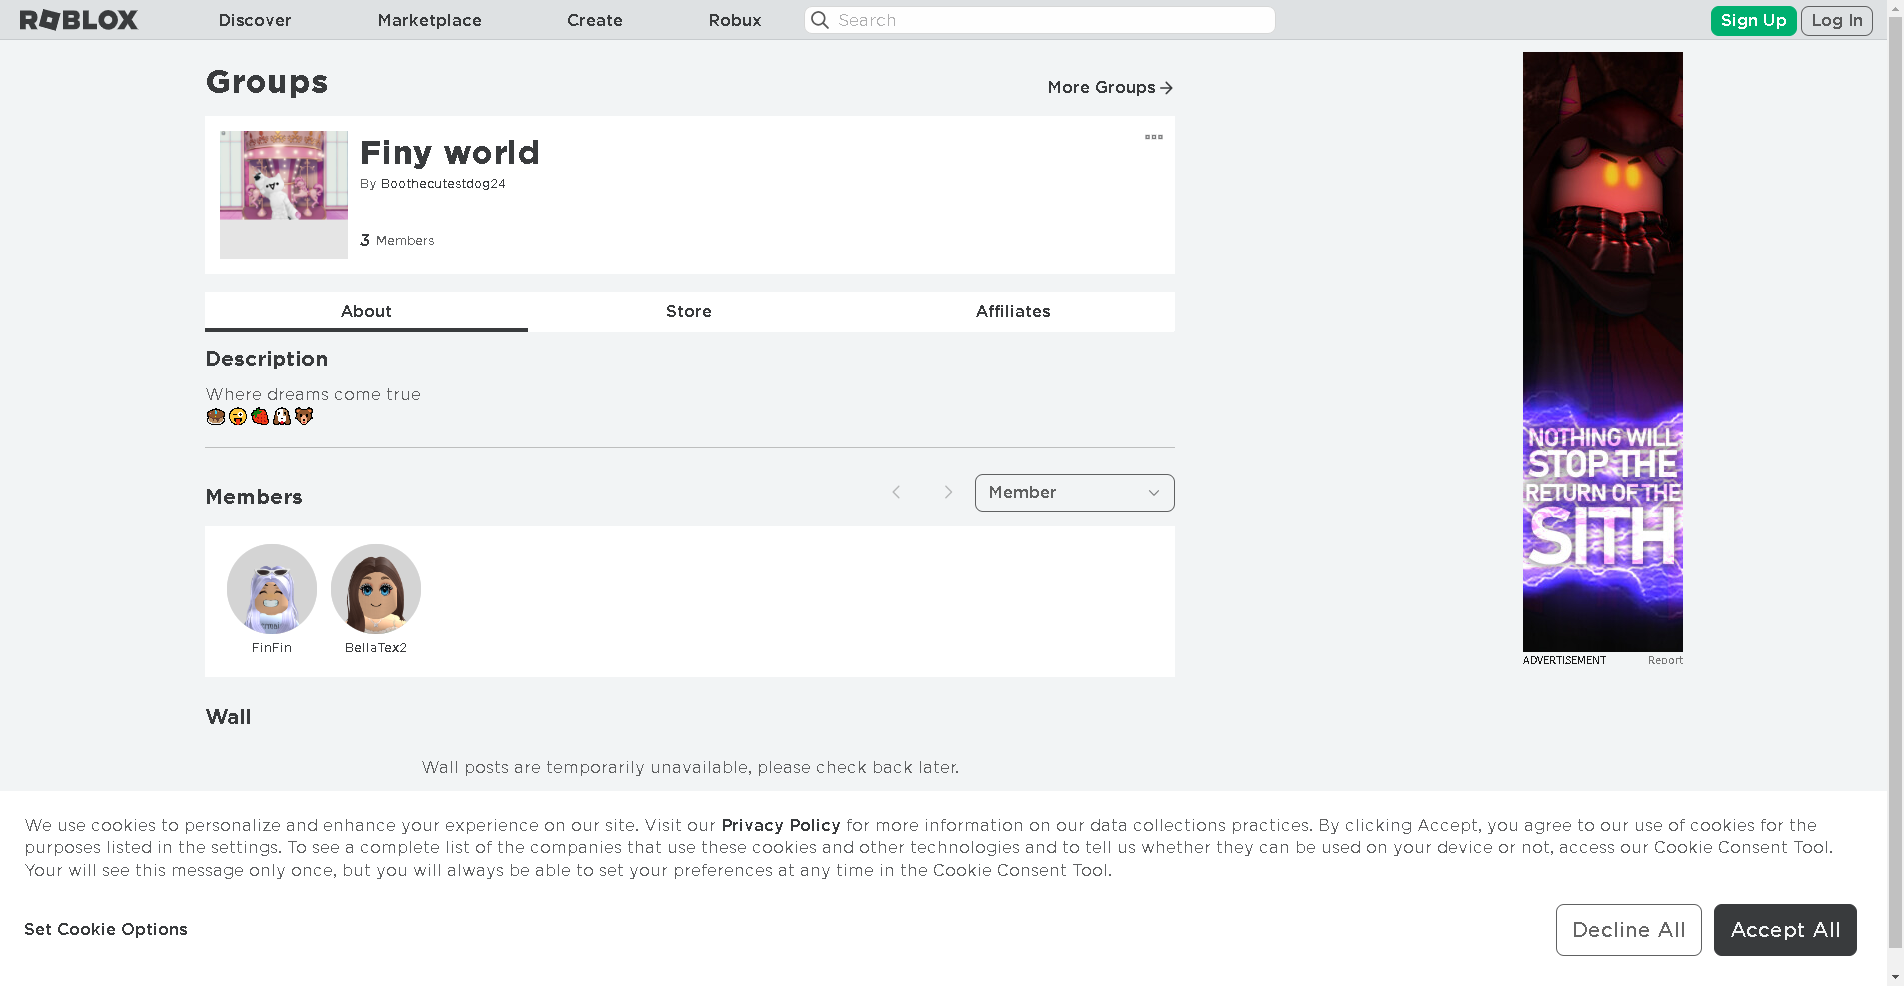 ROBLOX Discover Marketplace Create Robux Search Sign Up Log In
Groups
More Groups
Finy world
By Boothecutestdog24
3 Members
About Store Affiliates
Description
Where dreams come true
Members
Member
FinFin BellaTex2
Wall
Wall posts are temporarily unavailable, please check back later.
NOTHING WILL
STOP THE
RETURN OF THE
SITH
ADVERTISEMENT Report
We use cookies to personalize and enhance your experience on our site. Visit our Privacy Policy for more information on our data collections practices. By clicking Accept, you agree to our use of cookies for the
purposes listed in the settings. To see a complete list of the companies that use these cookies and other technologies and to tell us whether they can be used on your device or not, access our Cookie Consent Tool.
Your will see this message only once, but you will always be able to set your preferences at any time in the Cookie Consent Tool.
Set Cookie Options
Decline All
Accept All